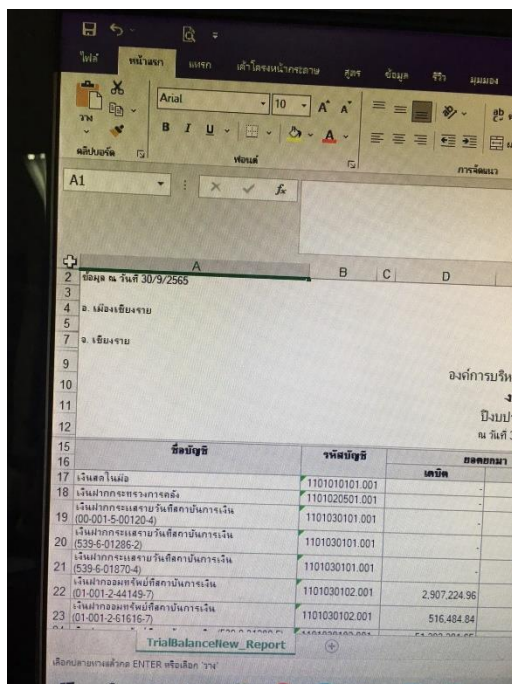 ไฟล์ หน้าแรก แทรก เค้าโครงหน้ากระดาษ สูตร ข้อมูล รีวิว มุมมอง
วาง
Arial 10
B I U
คลิปบอร์ด ฟอนต์ การจัดแนว
A1 fx
A B C D
2 ข้อมูล ณ วันที่ 30/9/2565
3
4 อ. เมืองเชียงราย
5
7 จ. เชียงราย
9 องค์การบริห
10
11 ปีงบป
12 ณ วันที่ 3
15 ชื่อบัญชี รหัสบัญชี ยอดยกมา
16 เดบิต
17 เงินสดในมือ 1101010101.001 -
18 เงินฝากกระทรวงการคลัง 1101020501.001 -
19 เงินฝากกระแสรายวันที่สถาบันการเงิน
(00-001-5-00120-4) 1101030101.001 -
20 เงินฝากกระแสรายวันที่สถาบันการเงิน
(539-6-01286-2) 1101030101.001 -
21 เงินฝากกระแสรายวันที่สถาบันการเงิน
(539-6-01870-4) 1101030101.001 -
22 เงินฝากออมทรัพย์ที่สถาบันการเงิน
(01-001-2-44149-7) 1101030102.001 2,907,224.96
23 เงินฝากออมทรัพย์ที่สถาบันการเงิน
(01-001-2-61616-7) 1101030102.001 516,484.84
TrialBalanceNew_Report
เลือกปลายทางแล้วกด ENTER หรือเลือก 'วาง'